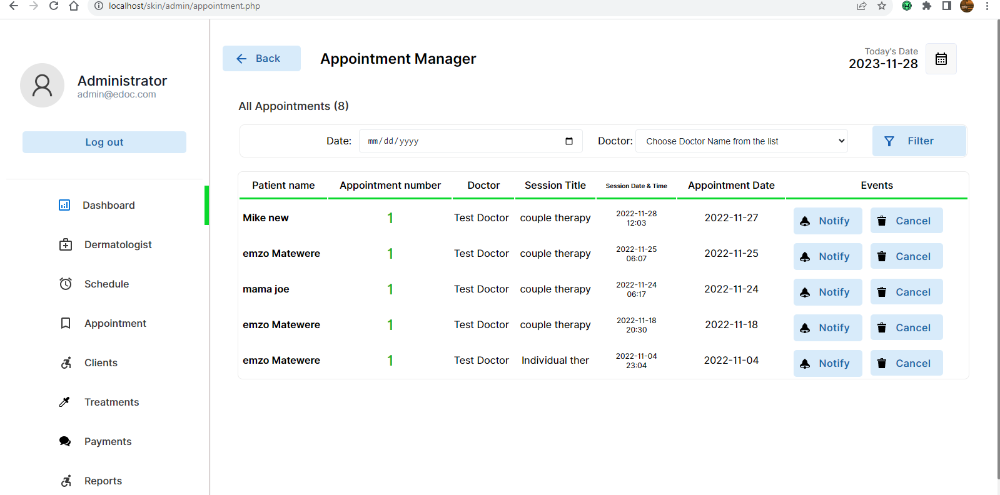 localhost/skin/admin/appointment.php
Administrator
admin@edoc.com
Log out
Dashboard
Dermatologist
Schedule
Appointment
Clients
Treatments
Payments
Reports
Back
Appointment Manager
Today's Date
2023-11-28
All Appointments (8)
Date: mm/dd/yyyy Doctor: Choose Doctor Name from the list Filter
Patient name Appointment number Doctor Session Title Session Date & Time Appointment Date Events
Mike new 1 Test Doctor couple therapy 2022-11-28 12:03 2022-11-27 Notify Cancel
emzo Matewere 1 Test Doctor couple therapy 2022-11-25 06:07 2022-11-25 Notify Cancel
mama joe 1 Test Doctor couple therapy 2022-11-24 06:17 2022-11-24 Notify Cancel
emzo Matewere 1 Test Doctor couple therapy 2022-11-18 20:30 2022-11-18 Notify Cancel
emzo Matewere 1 Test Doctor Individual ther 2022-11-04 23:04 2022-11-04 Notify Cancel